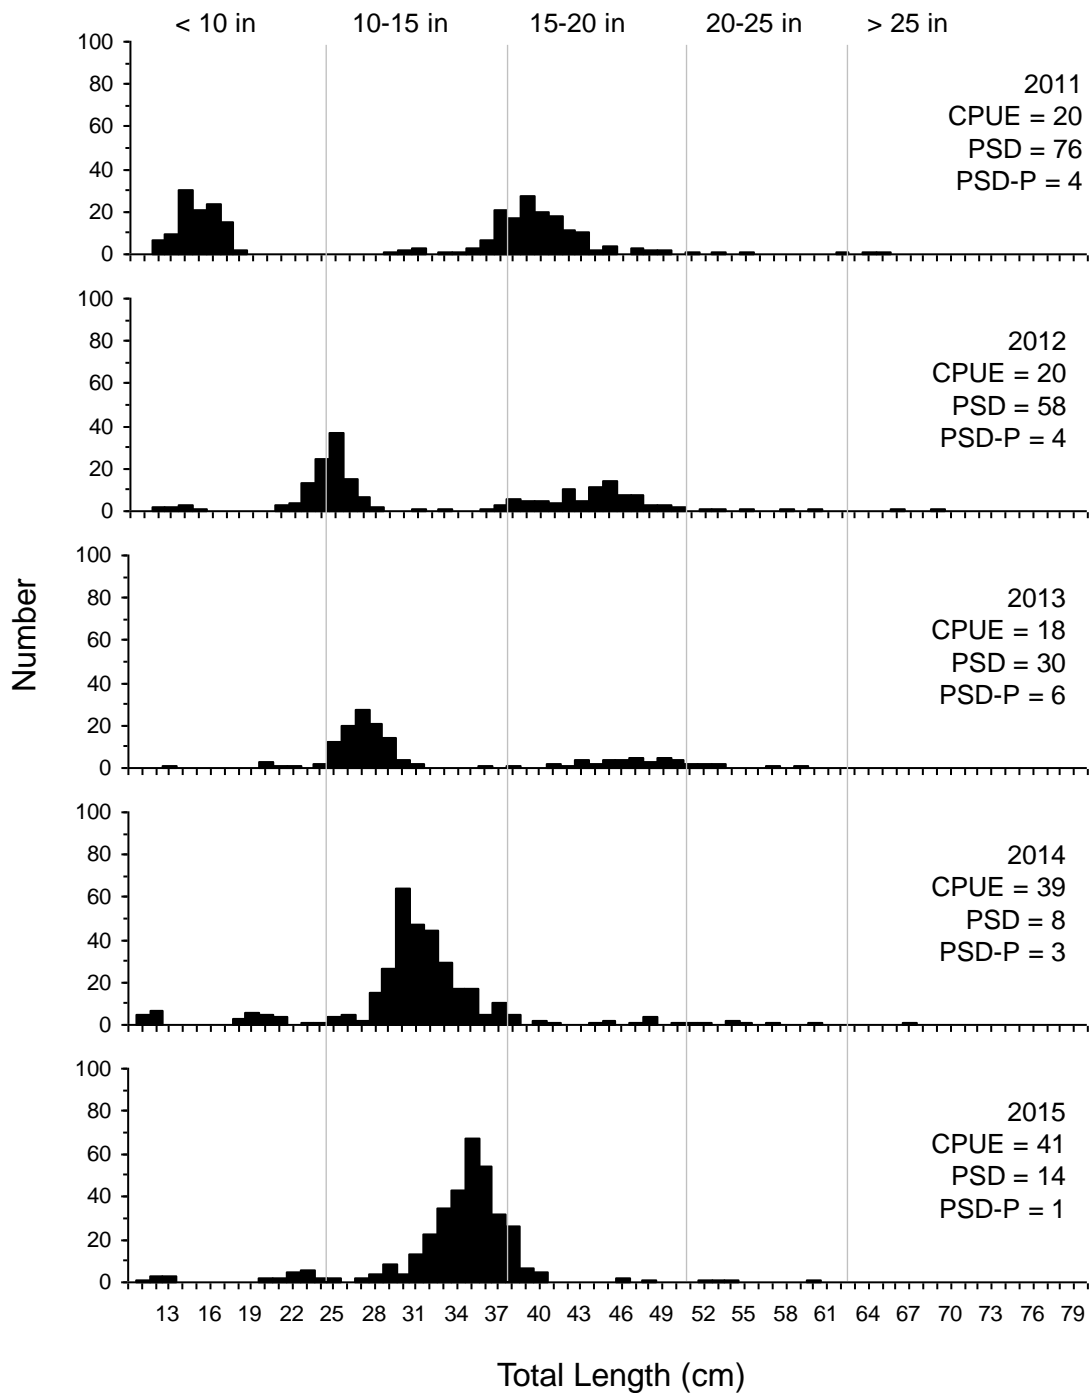 < 10 in 10-15 in 15-20 in 20-25 in > 25 in
100
80
60
40
20
0
2011
CPUE = 20
PSD = 76
PSD-P = 4
100
80
60
40
20
0
2012
CPUE = 20
PSD = 58
PSD-P = 4
100
80
60
40
20
0
2013
CPUE = 18
PSD = 30
PSD-P = 6
Number
100
80
60
40
20
0
2014
CPUE = 39
PSD = 8
PSD-P = 3
100
80
60
40
20
0
2015
CPUE = 41
PSD = 14
PSD-P = 1
13 16 19 22 25 28 31 34 37 40 43 46 49 52 55 58 61 64 67 70 73 76 79
Total Length (cm)